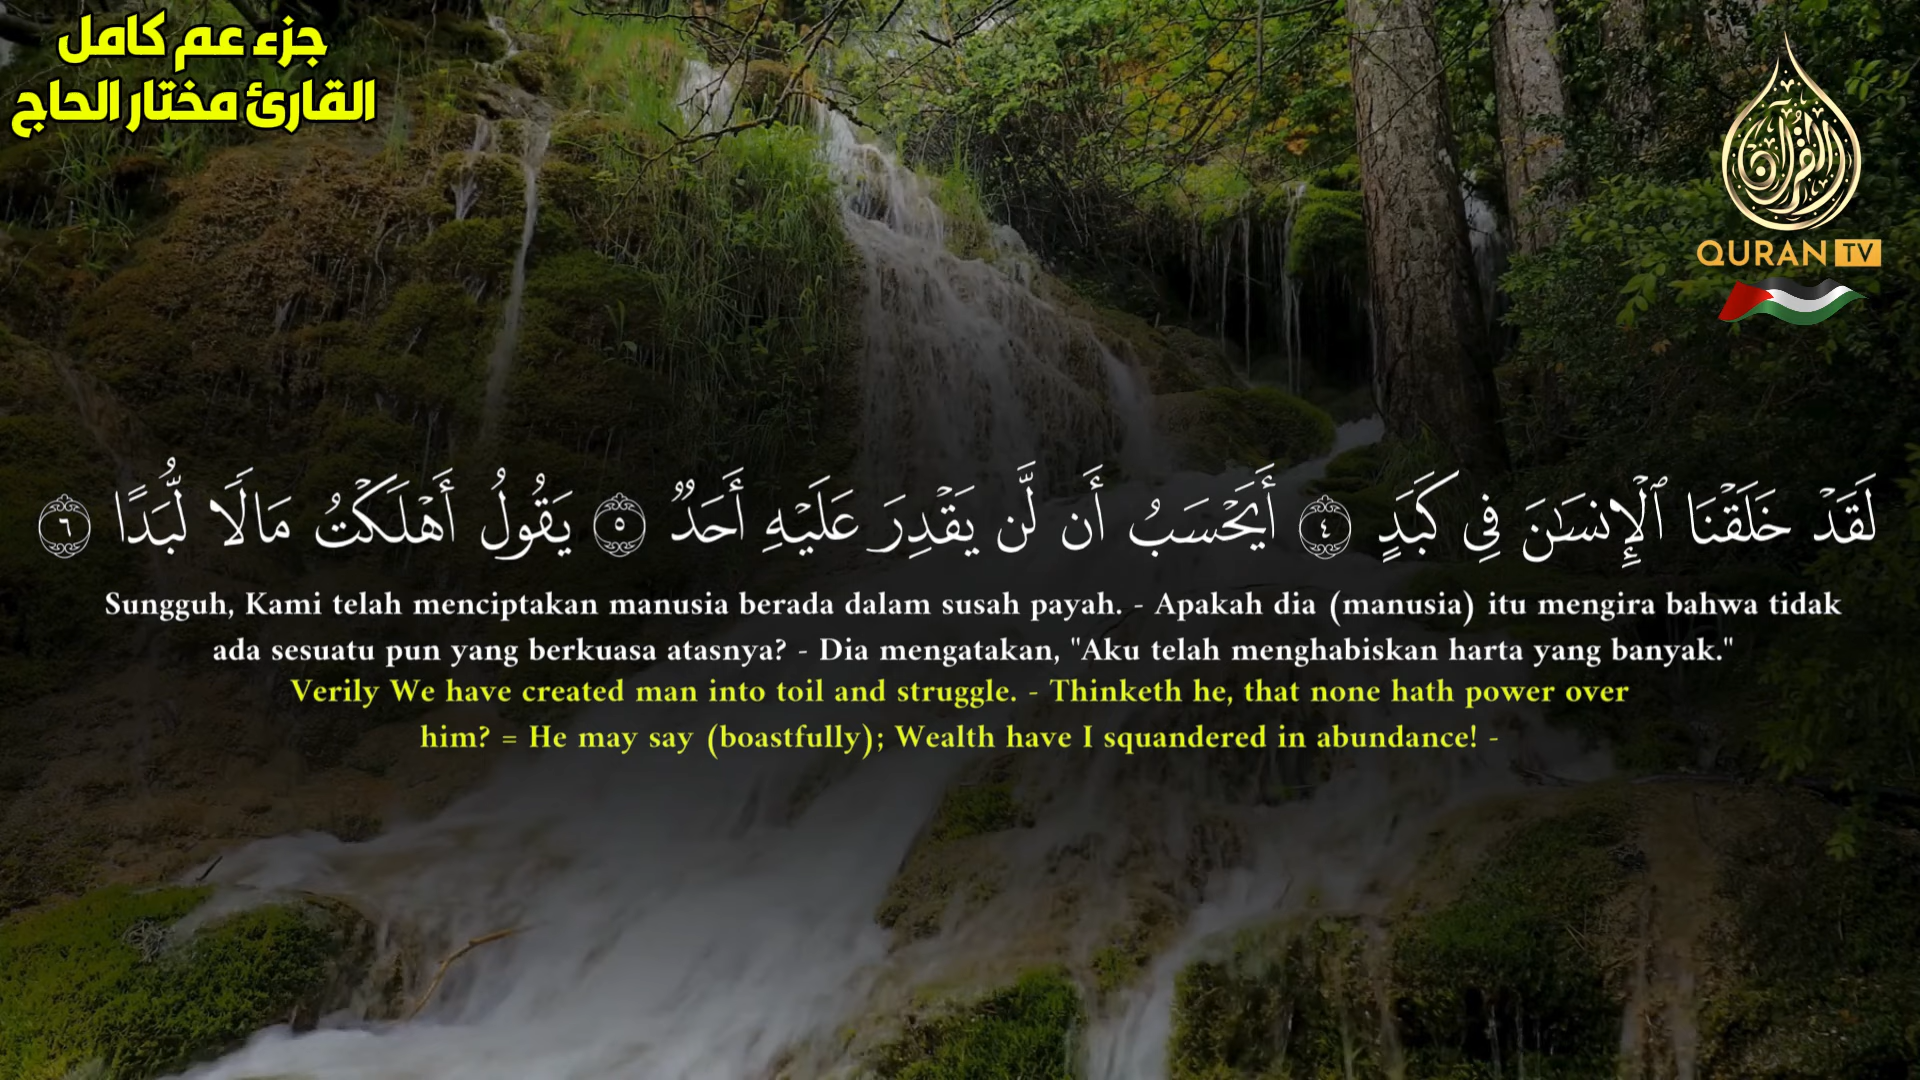 جزء عم كامل
القارئ مختار الحاج
القرآن
QURAN TV
لَقَدْ خَلَقْنَا ٱلْإِنسَـٰنَ فِى كَبَدٍ ٤ أَيَحْسَبُ أَن لَّن يَقْدِرَ عَلَيْهِ أَحَدٌ ٥ يَقُولُ أَهْلَكْتُ مَالًا لُّبَدًا ٦
Sungguh, Kami telah menciptakan manusia berada dalam susah payah. - Apakah dia (manusia) itu mengira bahwa tidak
ada sesuatu pun yang berkuasa atasnya? - Dia mengatakan, "Aku telah menghabiskan harta yang banyak."
Verily We have created man into toil and struggle. - Thinketh he, that none hath power over
him? = He may say (boastfully); Wealth have I squandered in abundance! -